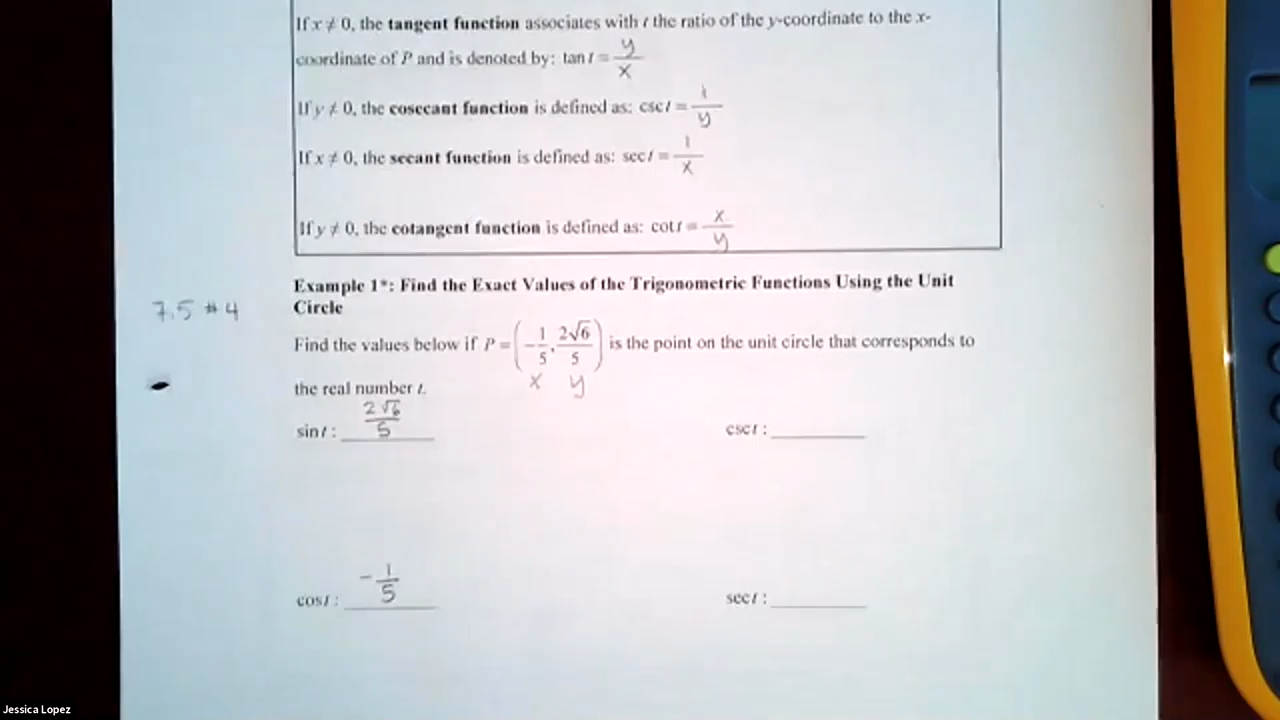 If x ≠ 0, the tangent function associates with t the ratio of the y-coordinate to the x-
coordinate of P and is denoted by: tan t = y/x
If y ≠ 0, the cosecant function is defined as: csc t = 1/y
If x ≠ 0, the secant function is defined as: sec t = 1/x
If y ≠ 0, the cotangent function is defined as: cot t = x/y
Example 1*: Find the Exact Values of the Trigonometric Functions Using the Unit
Circle
7.5 #4
Find the values below if P = (-1/5, 2√6/5) is the point on the unit circle that corresponds to
x y
the real number t.
sin t : 2√6/5 csc t :
cos t : -1/5 sec t :
Jessica Lopez